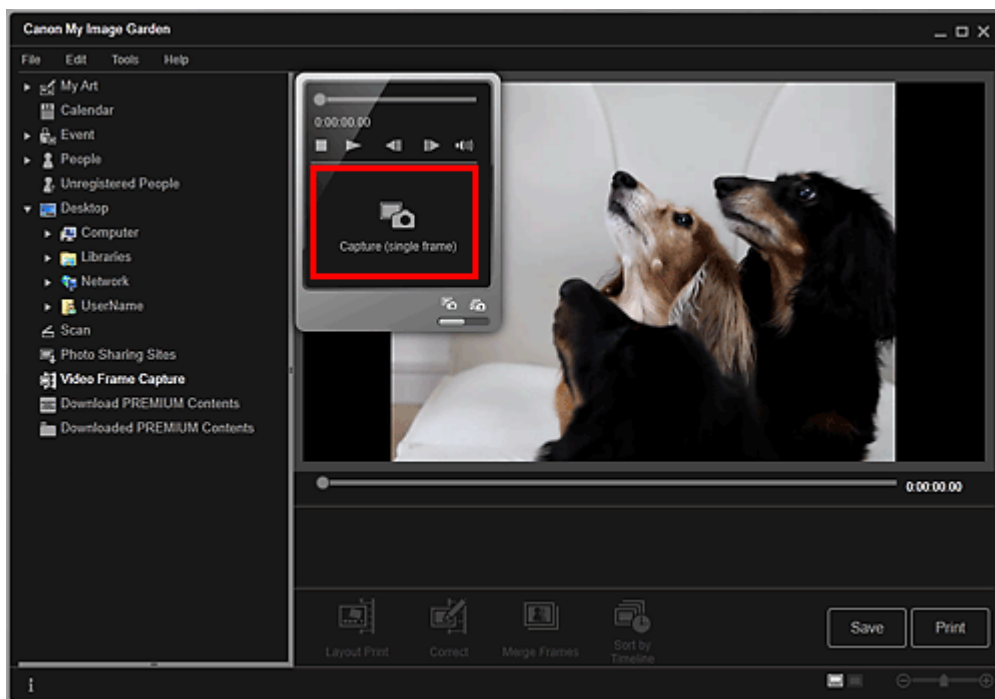 Canon My Image Garden
File Edit Tools Help
My Art
Calendar
Event
People
Unregistered People
Desktop
Computer
Libraries
Network
UserName
Scan
Photo Sharing Sites
Video Frame Capture
Download PREMIUM Contents
Downloaded PREMIUM Contents
0:00:00.00
Capture (single frame)
0:00:00.00
Layout Print
Correct
Merge Frames
Sort by
Timeline
Save
Print